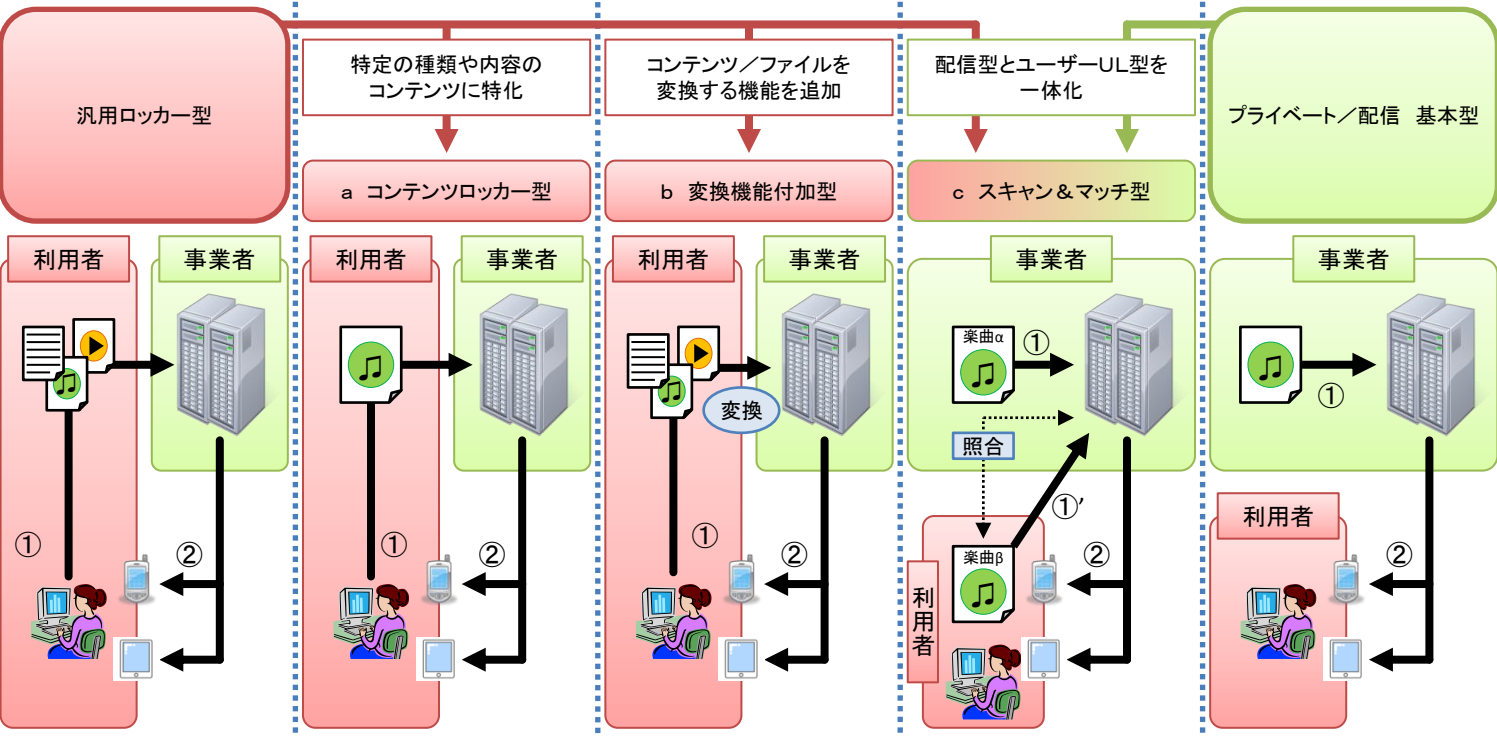 汎用ロッカー型
特定の種類や内容の
コンテンツに特化
a コンテンツロッカー型
コンテンツ／ファイルを
変換する機能を追加
b 変換機能付加型
配信型とユーザーUL型を
一体化
c スキャン＆マッチ型
プライベート／配信 基本型
利用者
事業者
①
②
利用者
事業者
①
②
利用者
事業者
変換
①
②
事業者
楽曲α
①
照合
①’
楽曲β
②
利用者
事業者
①
利用者
②